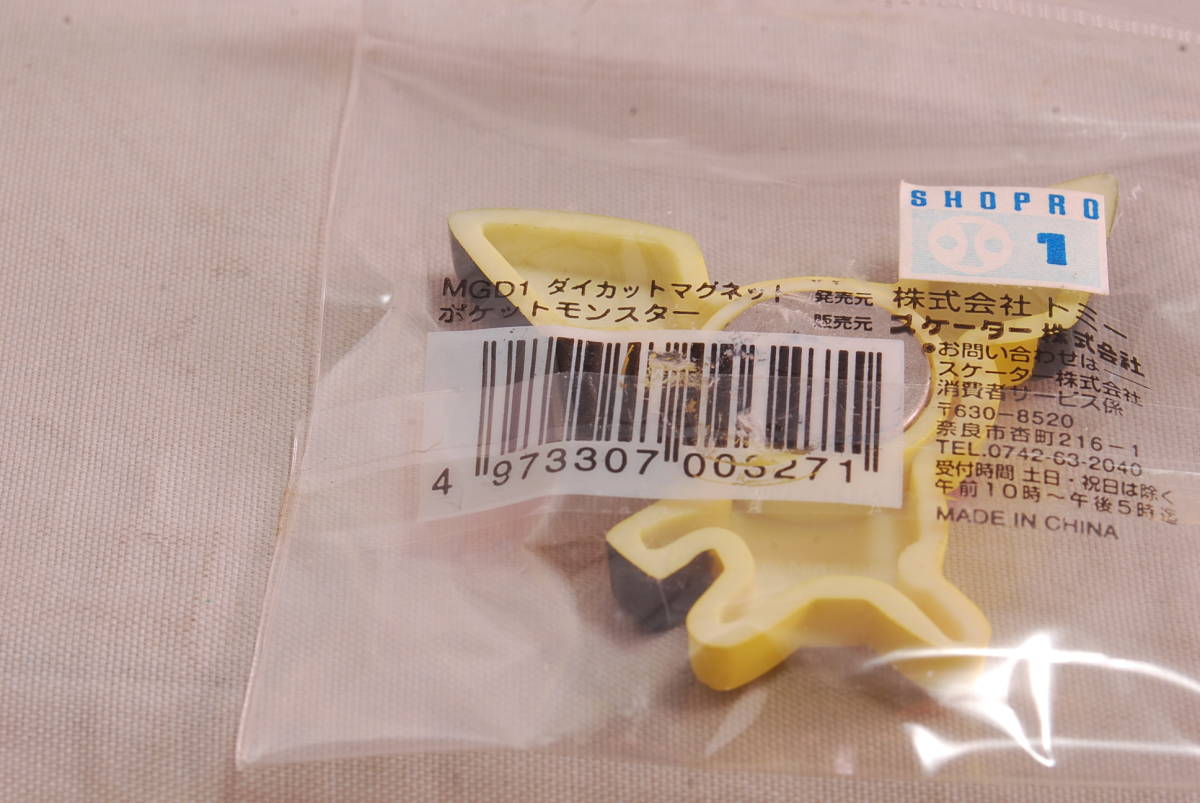 SHOPRO
1
MGD1 ダイカットマグネット
ポケットモンスター
発売元 株式会社トミー
販売元 スケーター株式会社
●お問い合わせは
スケーター株式会社
消費者サービス係
〒630-8520
奈良市杏町216-1
TEL.0742-63-2040
受付時間 土日・祝日は除く
午前10時～午後5時迄
MADE IN CHINA
4 973307 003271